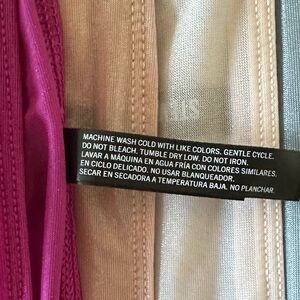 MACHINE WASH COLD WITH LIKE COLORS. GENTLE CYCLE.
DO NOT BLEACH. TUMBLE DRY LOW. DO NOT IRON.
LAVAR A MÁQUINA EN AGUA FRÍA CON COLORES SIMILARES.
EN CICLO DELICADO. NO USAR BLANQUEADOR.
SECAR EN SECADORA A TEMPERATURA BAJA. NO PLANCHAR.